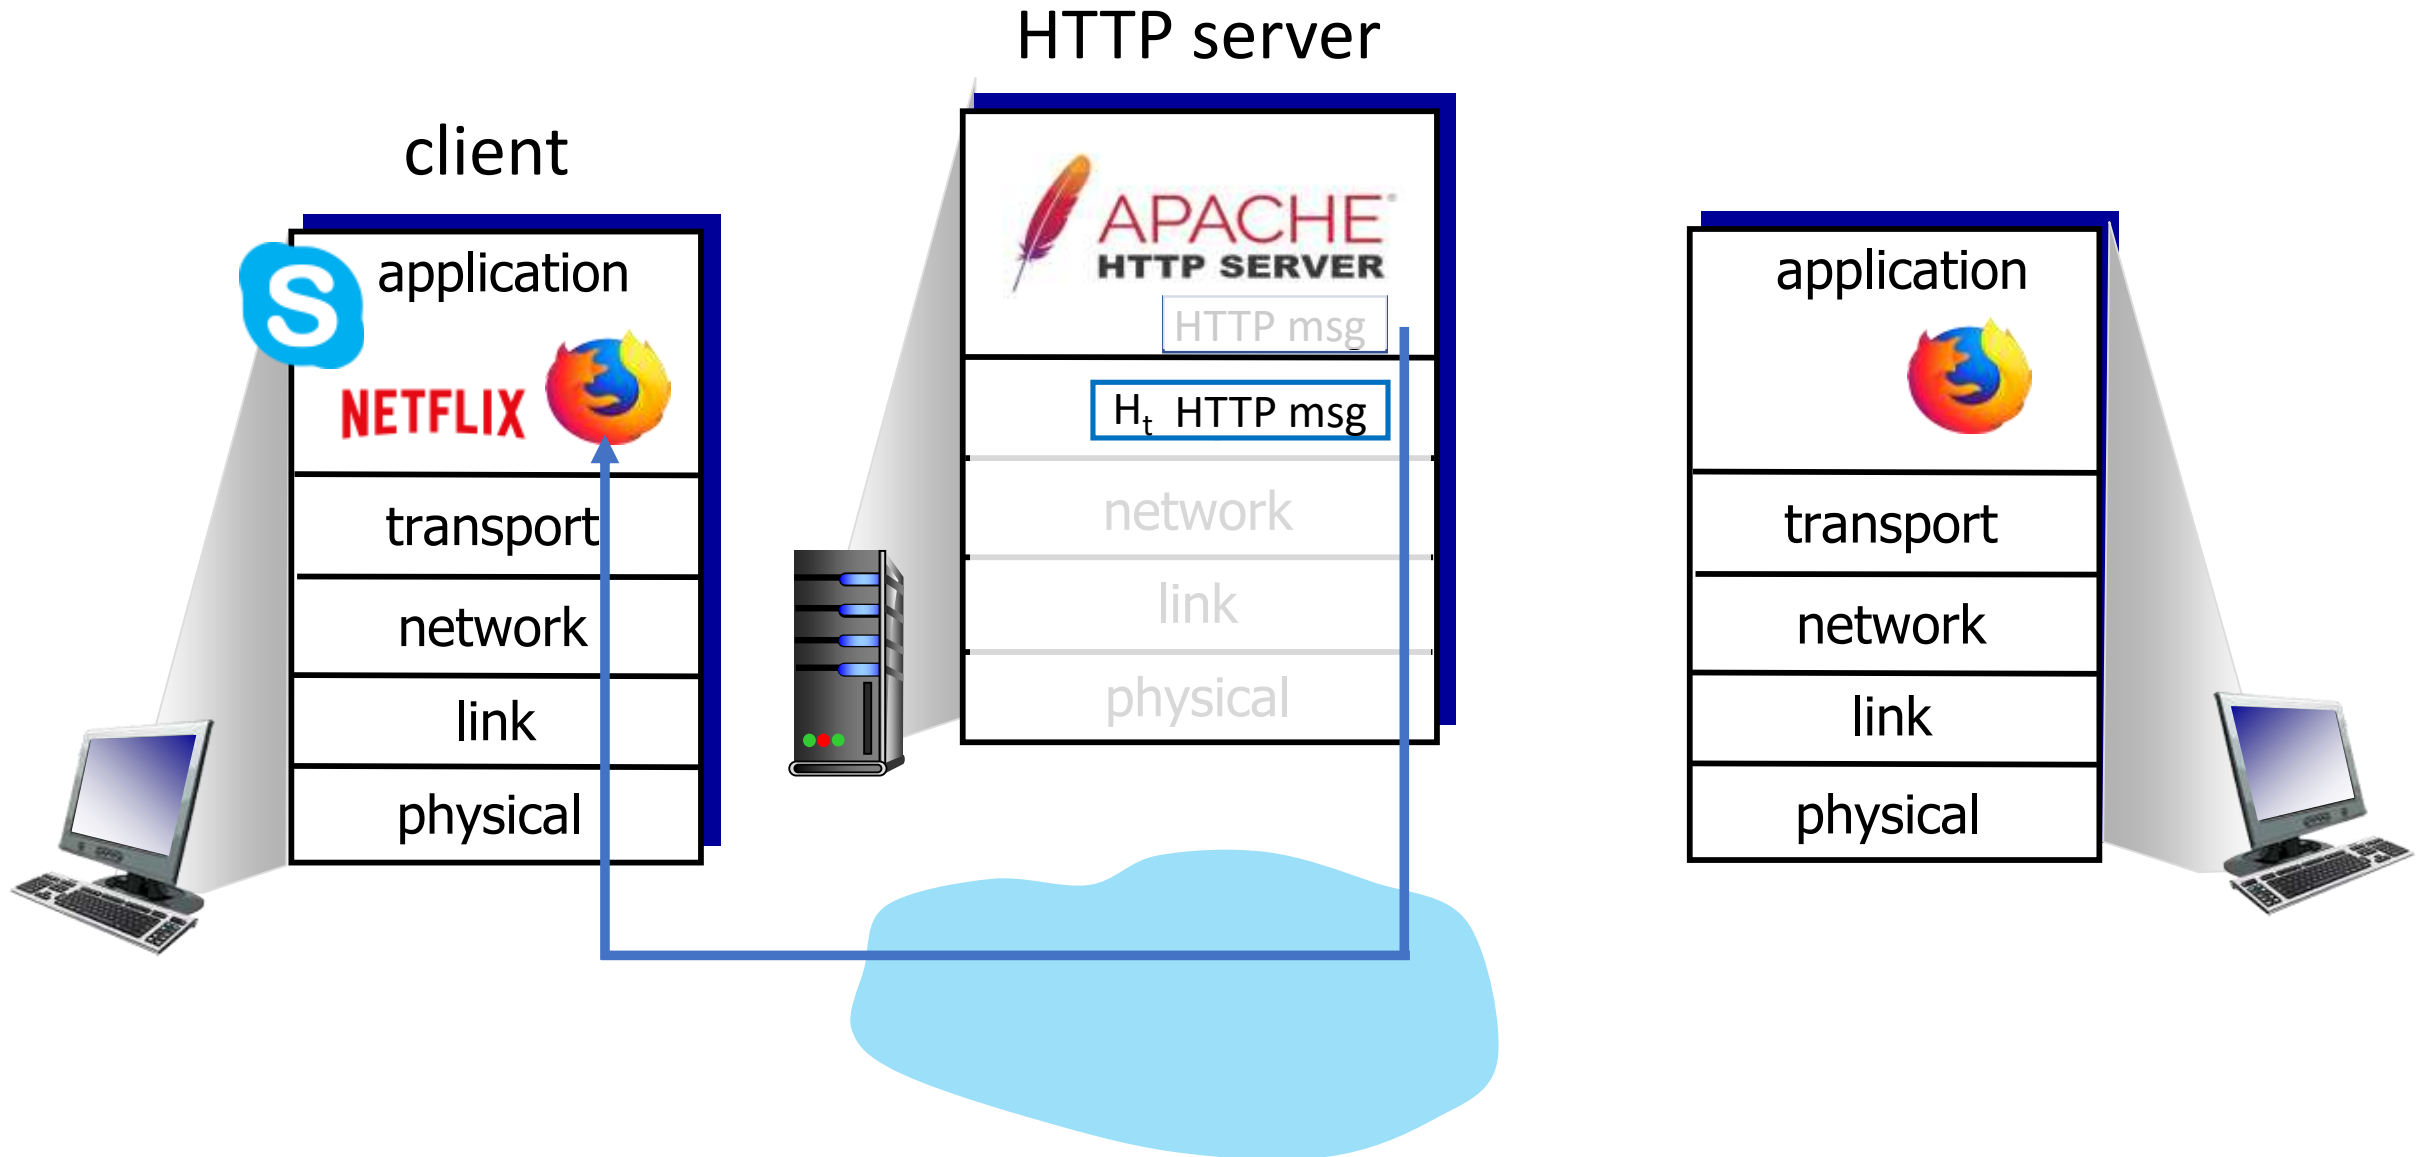 HTTP server
client
application
NETFLIX
transport
network
link
physical
APACHE®
HTTP SERVER
HTTP msg
Ht HTTP msg
network
link
physical
application
transport
network
link
physical